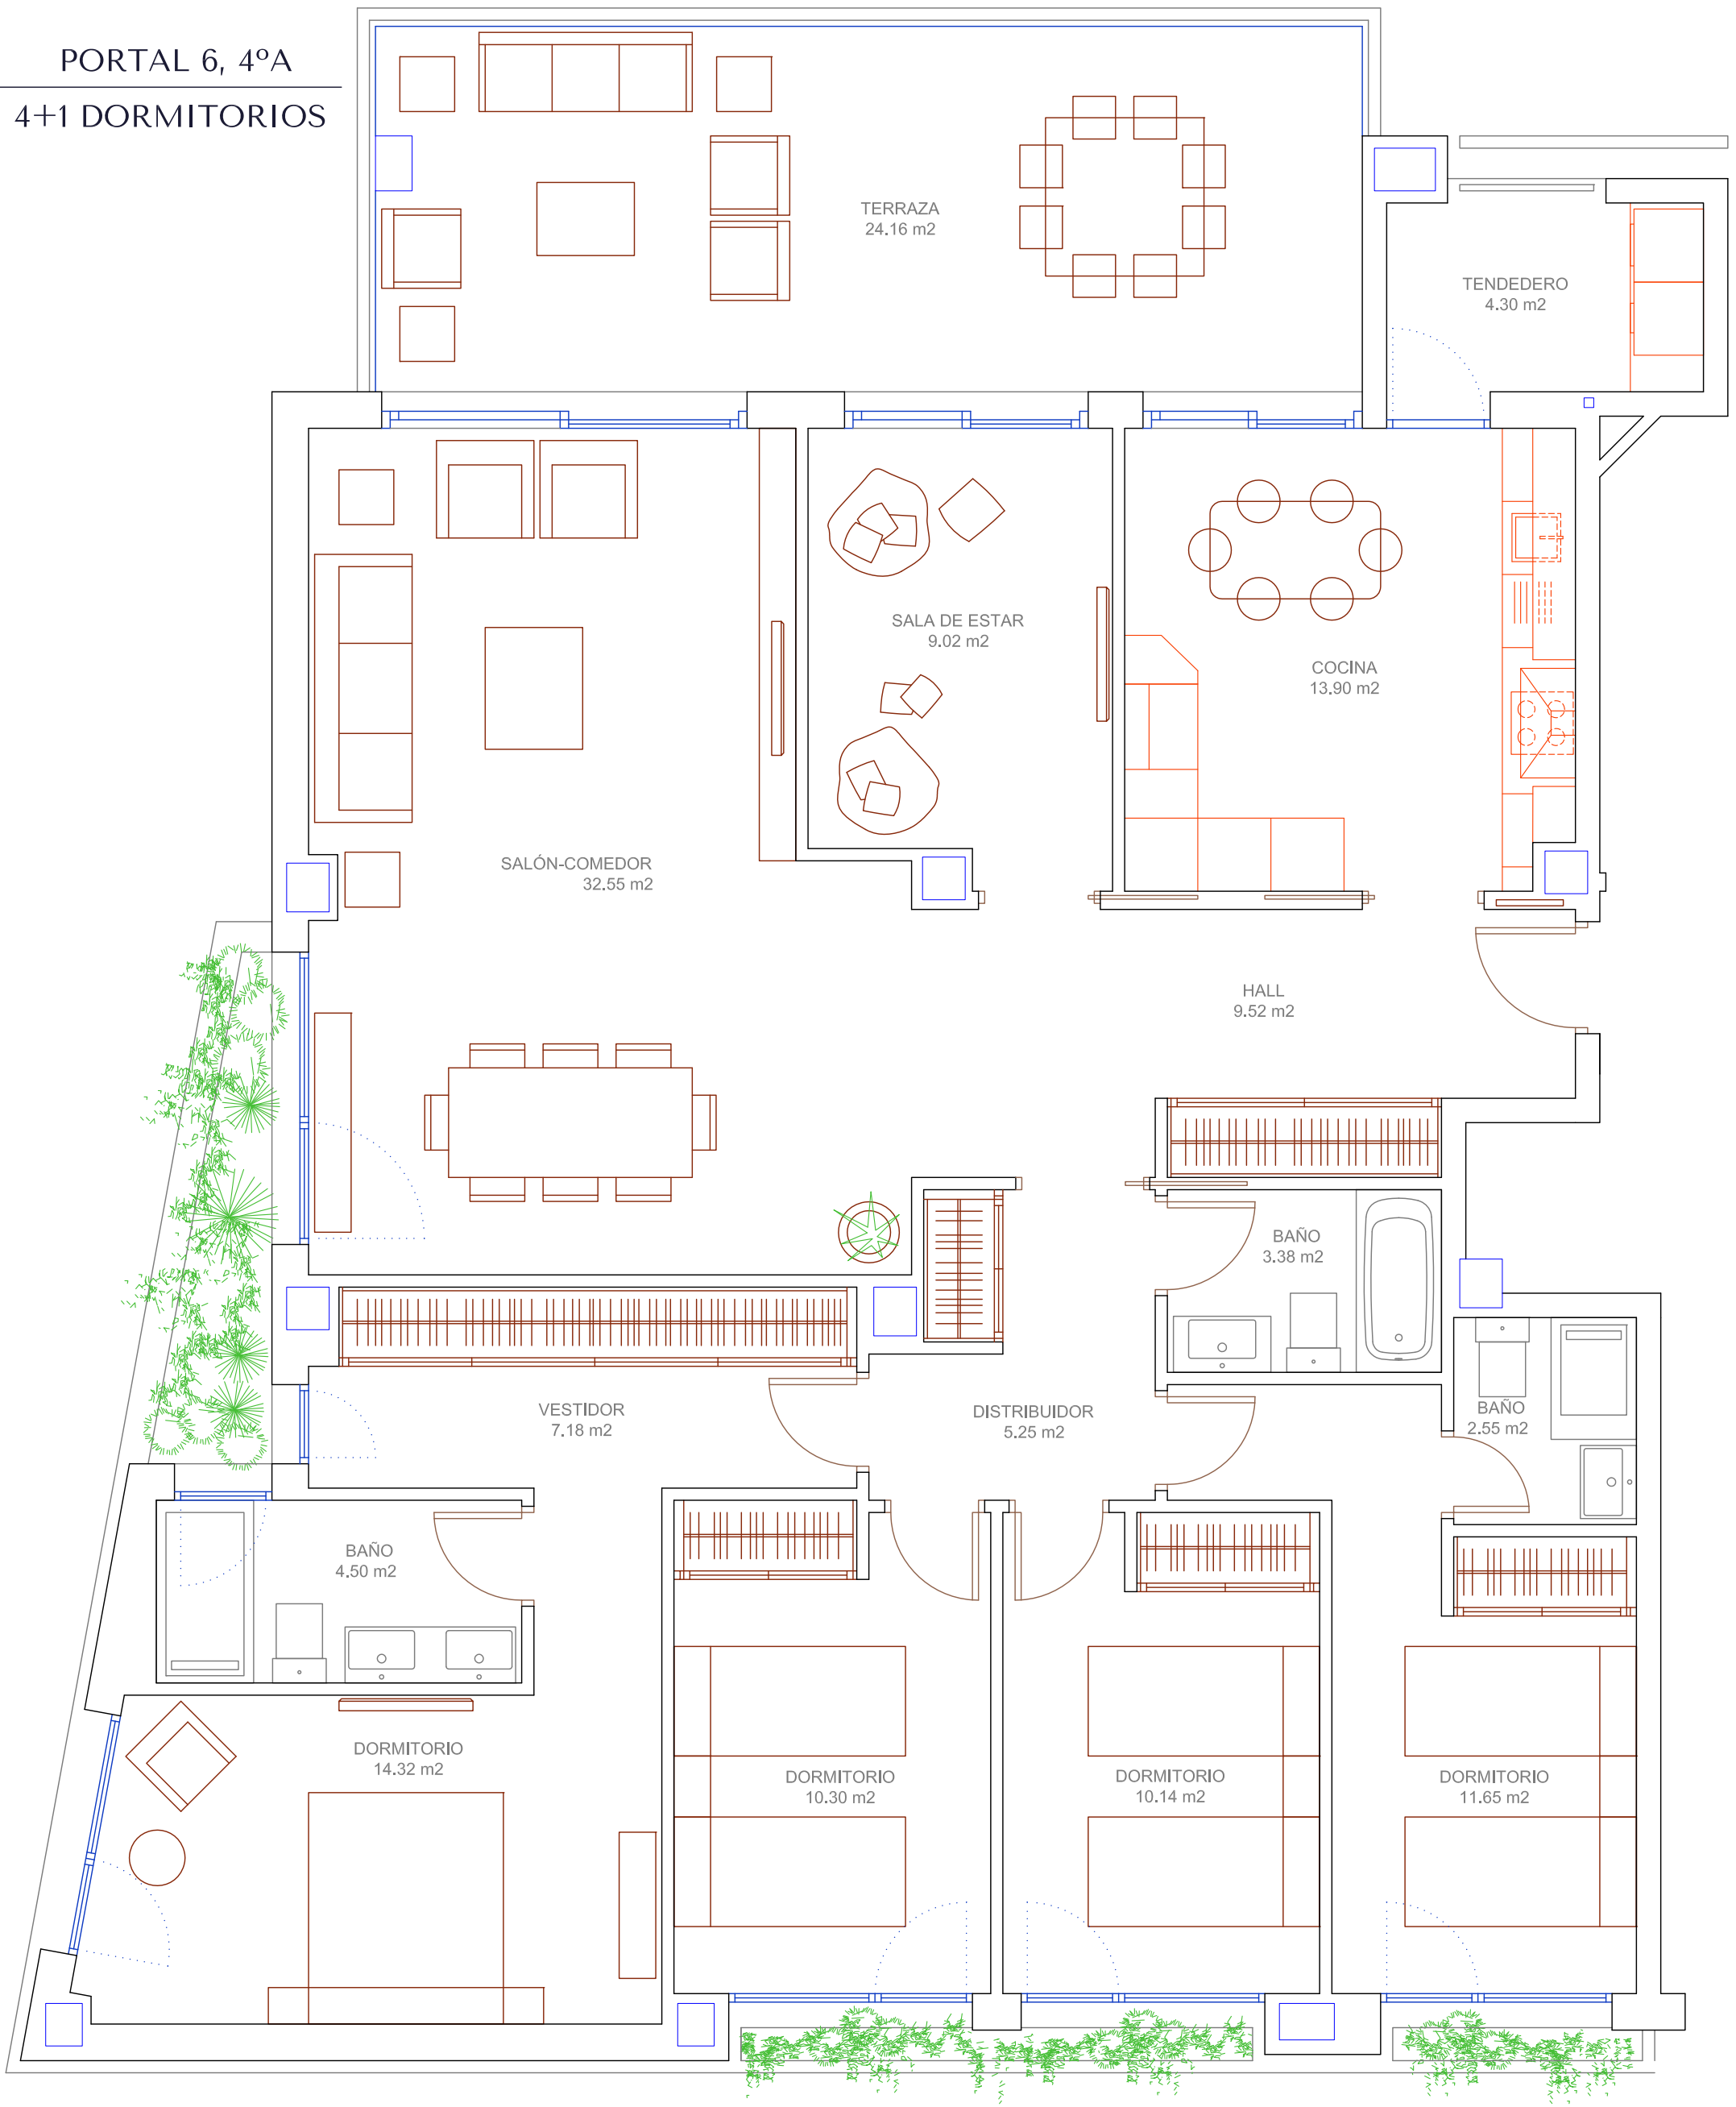 PORTAL 6, 4ºA
4+1 DORMITORIOS
TERRAZA
24.16 m2
TENDEDERO
4.30 m2
SALA DE ESTAR
9.02 m2
COCINA
13.90 m2
SALÓN-COMEDOR
32.55 m2
HALL
9.52 m2
BAÑO
3.38 m2
VESTIDOR
7.18 m2
DISTRIBUIDOR
5.25 m2
BAÑO
2.55 m2
BAÑO
4.50 m2
DORMITORIO
14.32 m2
DORMITORIO
10.30 m2
DORMITORIO
10.14 m2
DORMITORIO
11.65 m2